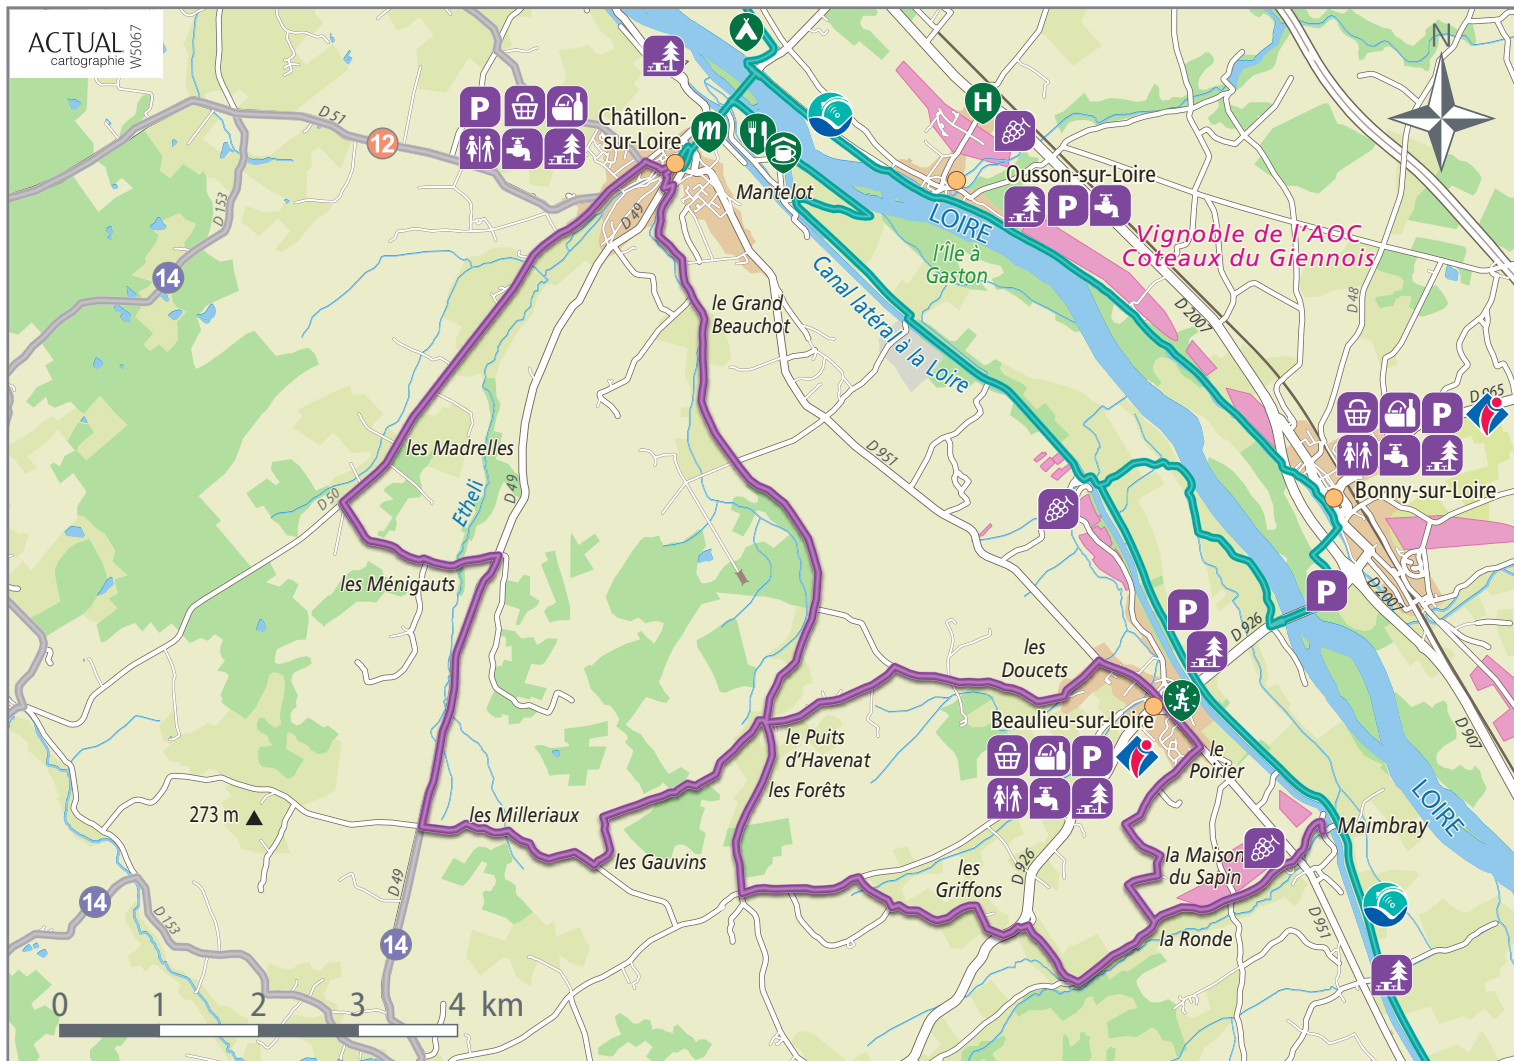 ACTUAL
cartographie
W5067
N
D 51
12
P
Châtillon-
sur-Loire
m
H
Mantelot
Ousson-sur-Loire
P
LOIRE
l'Île à
Gaston
Vignoble de l'AOC
Coteaux du Giennois
D 153
D 49
14
D 2007
D 48
le Grand
Beauchot
Canal latéral à la Loire
D 965
P
les Madrelles
D 951
D 50
Etheli
D 49
Bonny-sur-Loire
les Ménigauts
P
P
D 2007
D 926
les
Doucets
Beaulieu-sur-Loire
P
le Puits
d'Havenat
les Forêts
le
Poirier
D 907
LOIRE
273 m
les Milleriaux
les Gauvins
Maimbray
la Maison
du Sapin
les
Griffons
D 926
D 49
14
D 153
14
la Ronde
D 951
0 1 2 3 4 km